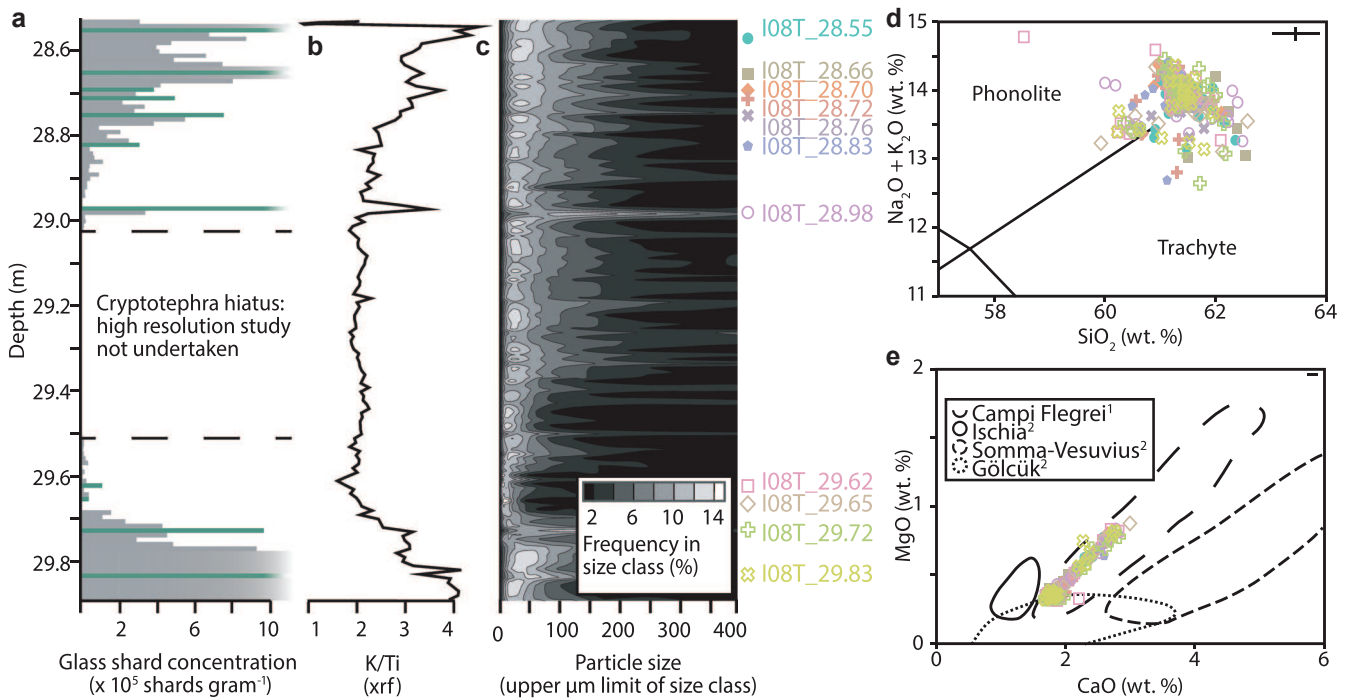 a
28.6
28.8
29.0
29.2
29.4
29.6
29.8
Depth (m)
Cryptotephra hiatus:
high resolution study
not undertaken
2
6
10
Glass shard concentration
(x 10⁵ shards gram⁻¹)
b
1
2
3
4
K/Ti
(xrf)
c
2 6 10 14
Frequency in
size class (%)
0 100 200 300 400
Particle size
(upper µm limit of size class)
I08T_28.55
I08T_28.66
I08T_28.70
I08T_28.72
I08T_28.76
I08T_28.83
I08T_28.98
I08T_29.62
I08T_29.65
I08T_29.72
I08T_29.83
d
15
14
13
12
11
Na₂O + K₂O (wt. %)
Phonolite
Trachyte
58 60 62 64
SiO₂ (wt. %)
e
2
1
0
MgO (wt. %)
Campi Flegrei¹
Ischia²
Somma-Vesuvius²
Gölcük²
0 2 4 6
CaO (wt. %)